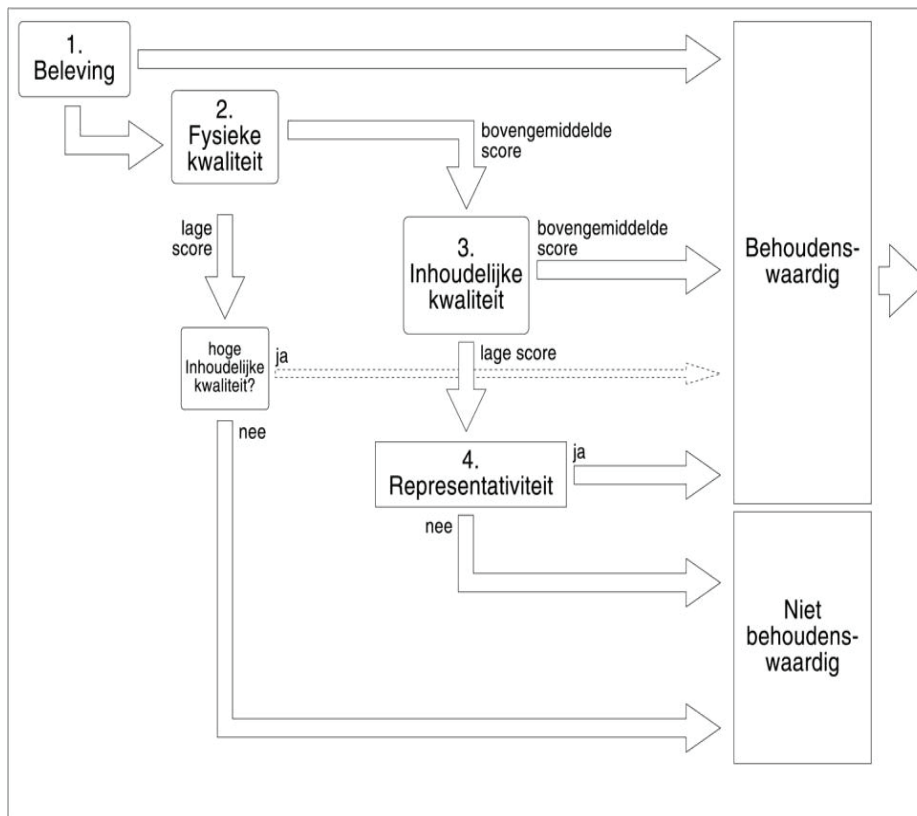 1.
Beleving
2.
Fysieke
kwaliteit
bovengemiddelde
score
lage
score
3.
Inhoudelijke
kwaliteit
bovengemiddelde
score
Behoudens-
waardig
hoge
Inhoudelijke
kwaliteit?
ja
lage score
nee
4.
Representativiteit
ja
nee
Niet
behoudens-
waardig